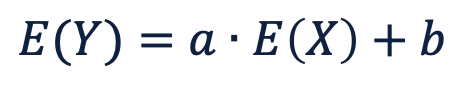 E(Y) = a · E(X) + b